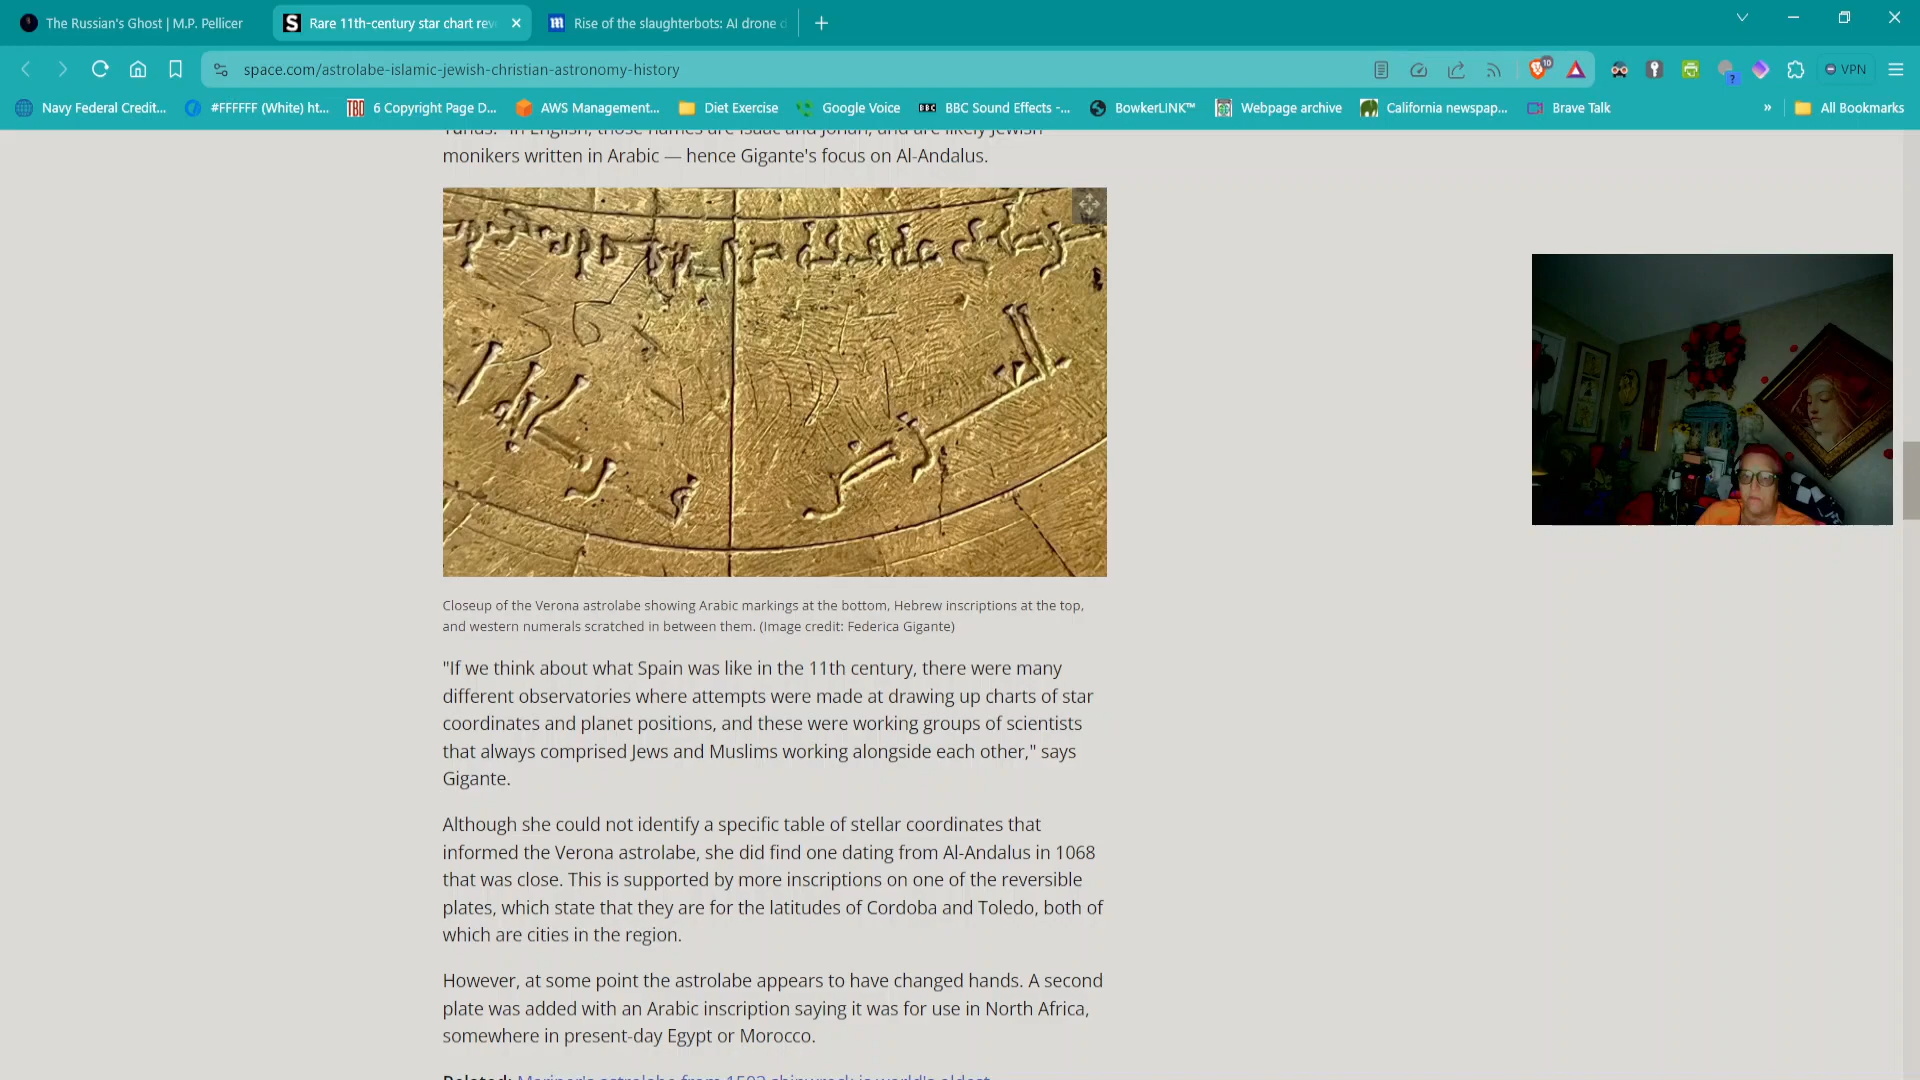 The Russian's Ghost | M.P. Pellicer
Rare 11th-century star chart rev
Rise of the slaughterbots: AI drone d
space.com/astrolabe-islamic-jewish-christian-astronomy-history
10
?
VPN
Navy Federal Credit...
#FFFFFF (White) ht...
TBD 6 Copyright Page D...
AWS Management...
Diet Exercise
Google Voice
BBC BBC Sound Effects -...
BowkerLINK™
Webpage archive
California newspap...
Brave Talk
»
All Bookmarks
Yunus." In English, those names are Isaac and Jonah, and are likely Jewish
monikers written in Arabic — hence Gigante's focus on Al-Andalus.
Closeup of the Verona astrolabe showing Arabic markings at the bottom, Hebrew inscriptions at the top,
and western numerals scratched in between them. (Image credit: Federica Gigante)
"If we think about what Spain was like in the 11th century, there were many
different observatories where attempts were made at drawing up charts of star
coordinates and planet positions, and these were working groups of scientists
that always comprised Jews and Muslims working alongside each other," says
Gigante.
Although she could not identify a specific table of stellar coordinates that
informed the Verona astrolabe, she did find one dating from Al-Andalus in 1068
that was close. This is supported by more inscriptions on one of the reversible
plates, which state that they are for the latitudes of Cordoba and Toledo, both of
which are cities in the region.
However, at some point the astrolabe appears to have changed hands. A second
plate was added with an Arabic inscription saying it was for use in North Africa,
somewhere in present-day Egypt or Morocco.
Related: Mariner's astrolabe from 1503 shipwreck is world's oldest